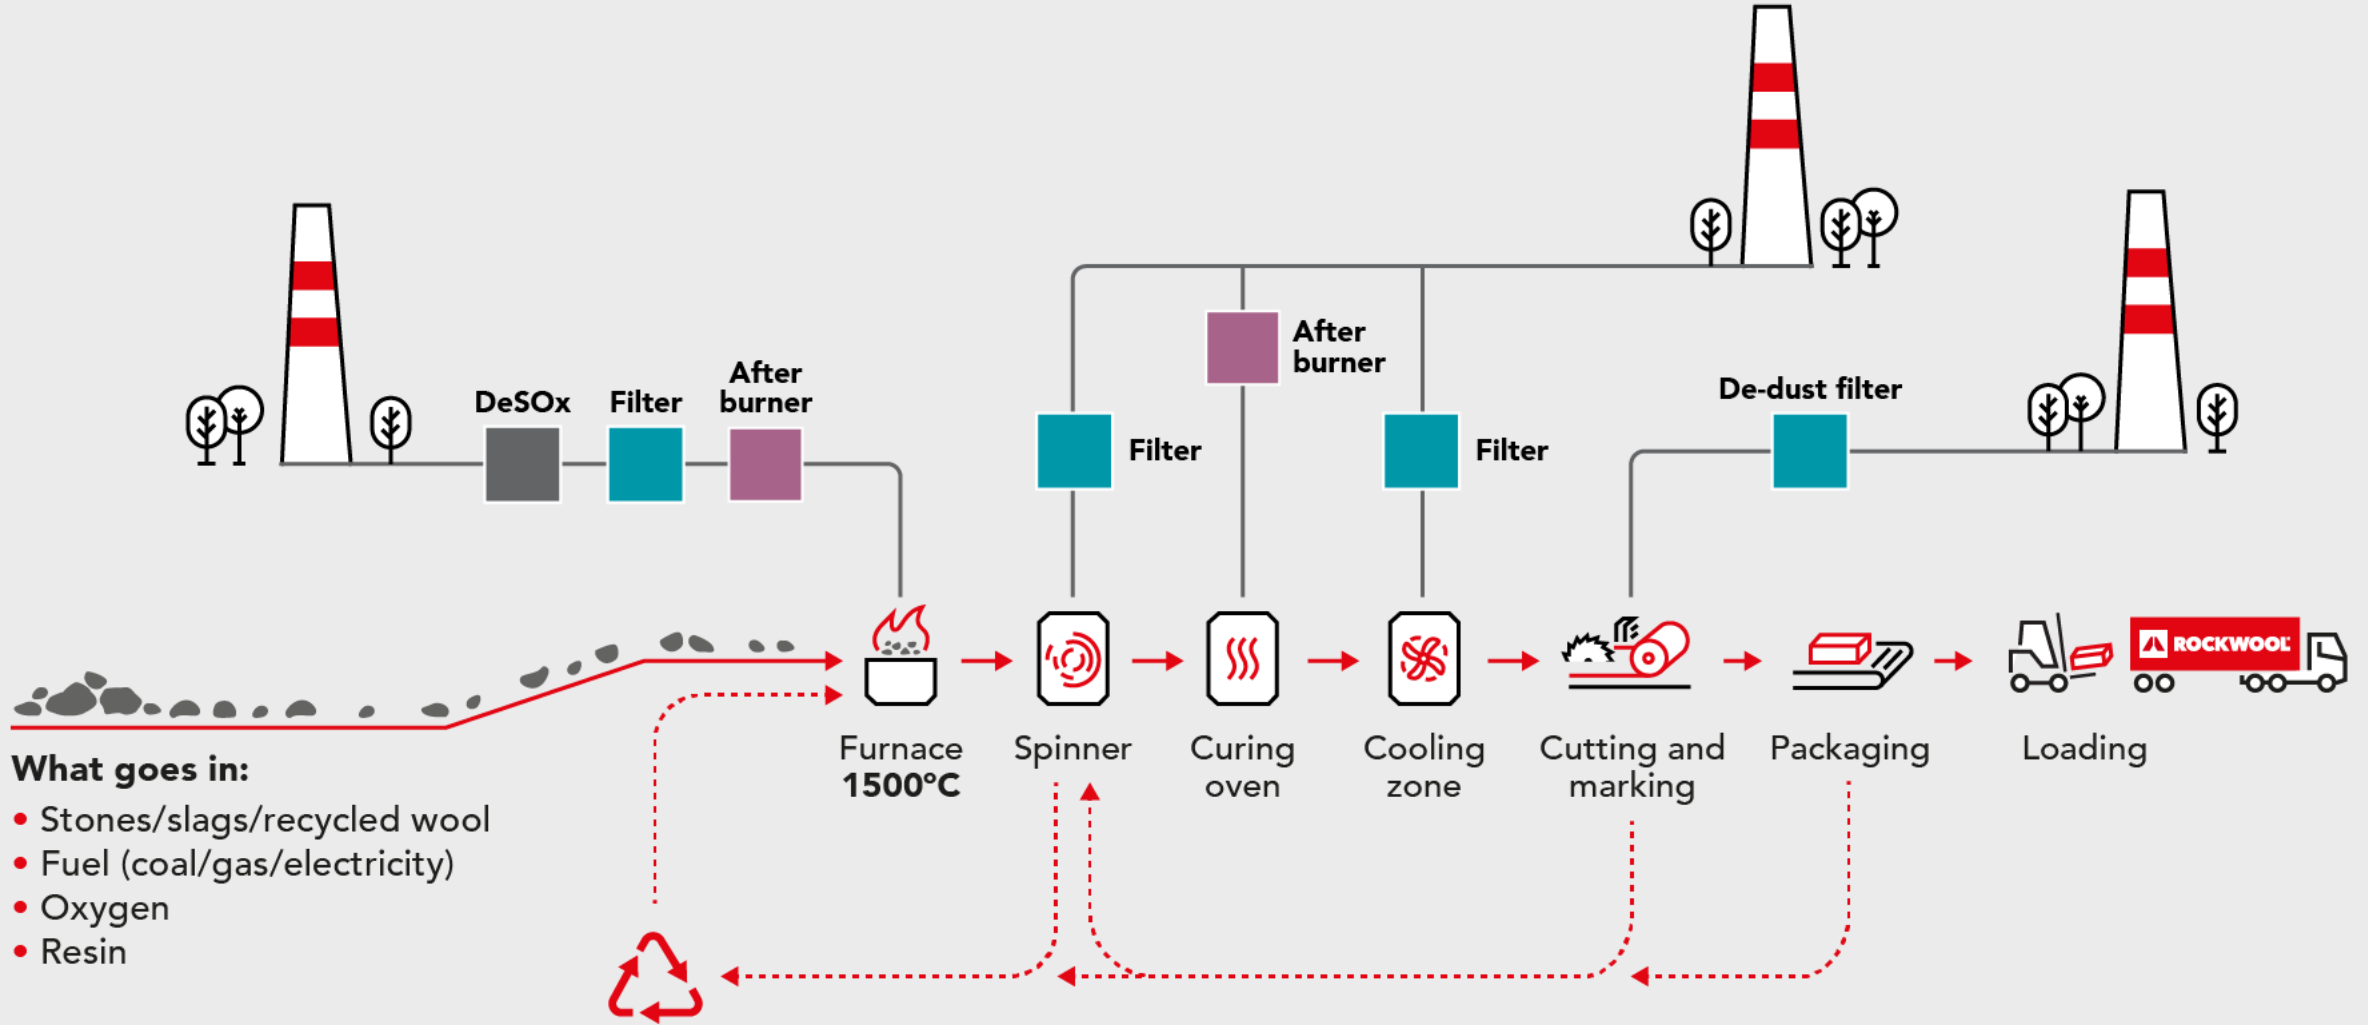 After
burner
DeSOx
Filter
After
burner
Filter
Filter
De-dust filter
ROCKWOOL
Furnace
1500°C
Spinner
Curing
oven
Cooling
zone
Cutting and
marking
Packaging
Loading
What goes in:
• Stones/slags/recycled wool
• Fuel (coal/gas/electricity)
• Oxygen
• Resin